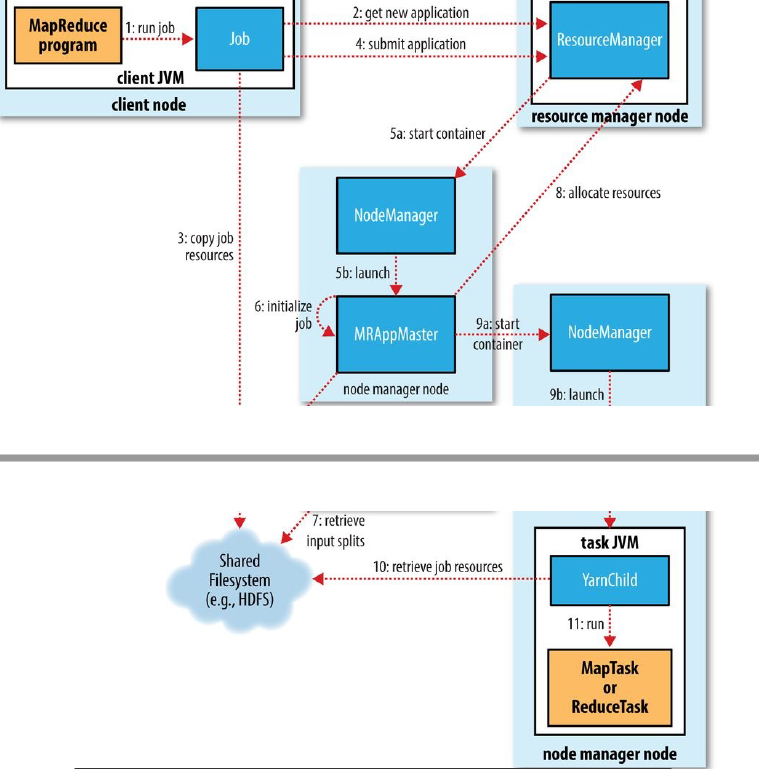 MapReduce
program
1: run job
Job
2: get new application
4: submit application
ResourceManager
client JVM
client node
resource manager node
5a: start container
8: allocate resources
NodeManager
3: copy job
resources
5b: launch
6: initialize
job
MRAppMaster
9a: start
container
NodeManager
node manager node
9b: launch
7: retrieve
input splits
Shared
Filesystem
(e.g., HDFS)
10: retrieve job resources
task JVM
YarnChild
11: run
MapTask
or
ReduceTask
node manager node